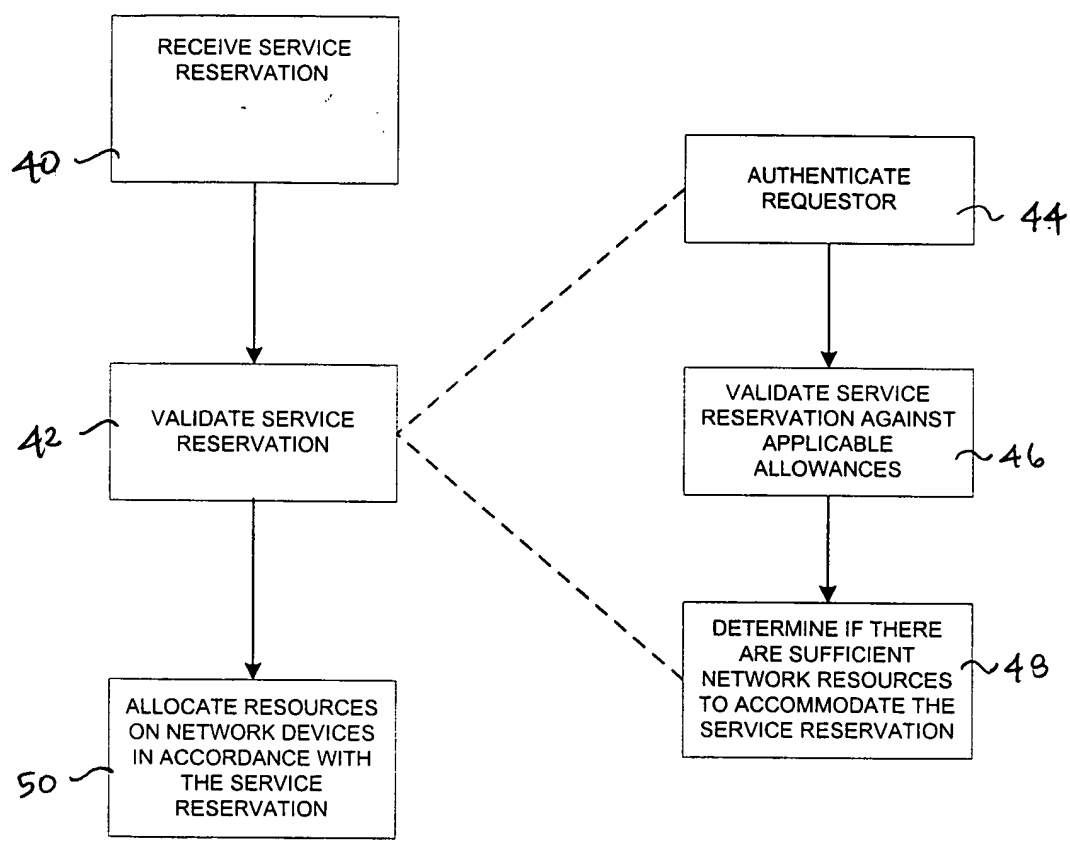 RECEIVE SERVICE
RESERVATION
40
AUTHENTICATE
REQUESTOR
44
VALIDATE SERVICE
RESERVATION
42
VALIDATE SERVICE
RESERVATION AGAINST
APPLICABLE
ALLOWANCES
46
DETERMINE IF THERE
ARE SUFFICIENT
NETWORK RESOURCES
TO ACCOMMODATE THE
SERVICE RESERVATION
48
ALLOCATE RESOURCES
ON NETWORK DEVICES
IN ACCORDANCE WITH
THE SERVICE
RESERVATION
50